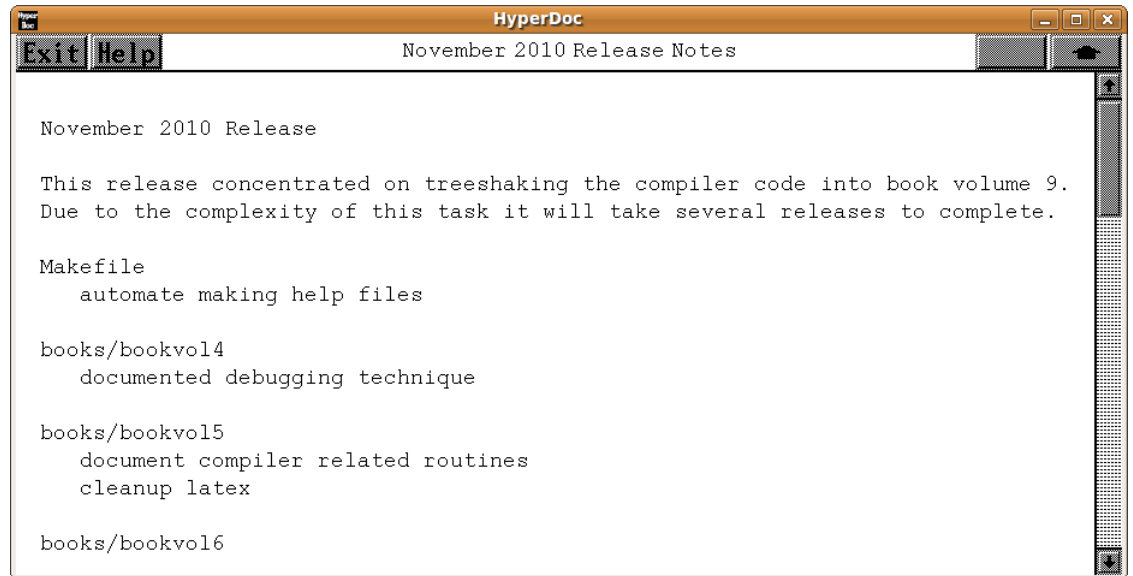 Hyper
Doc
HyperDoc
Exit Help
November 2010 Release Notes
November 2010 Release
This release concentrated on treeshaking the compiler code into book volume 9.
Due to the complexity of this task it will take several releases to complete.
Makefile
automate making help files
books/bookvol4
documented debugging technique
books/bookvol5
document compiler related routines
cleanup latex
books/bookvol6